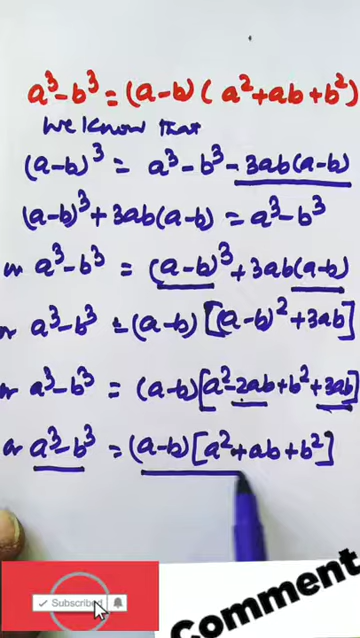 a³-b³ = (a-b) (a²+ab+b²)
We know that
(a-b)³ = a³-b³-3ab(a-b)
(a-b)³+3ab(a-b) = a³-b³
or a³-b³ = (a-b)³+3ab(a-b)
or a³-b³ = (a-b) [(a-b)²+3ab]
or a³-b³ = (a-b)[a²-2ab+b²+3ab]
or a³-b³ = (a-b) [a²+ab+b²]
✓ Subscribed
Comment